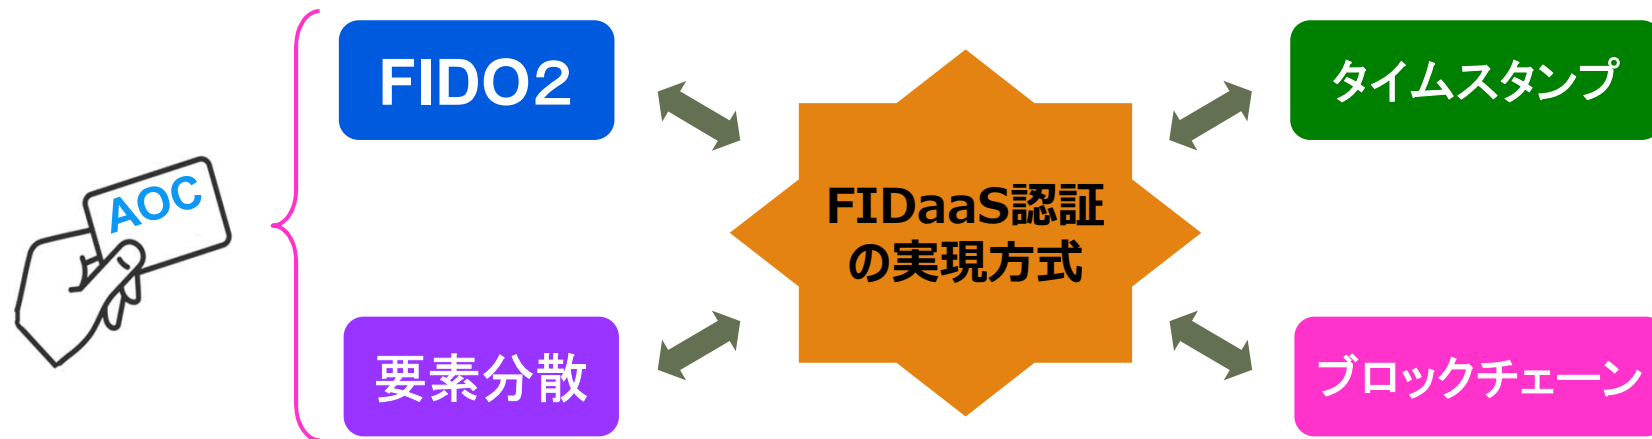 FIDO2
タイムスタンプ
AOC
FIDaaS認証
の実現方式
要素分散
ブロックチェーン